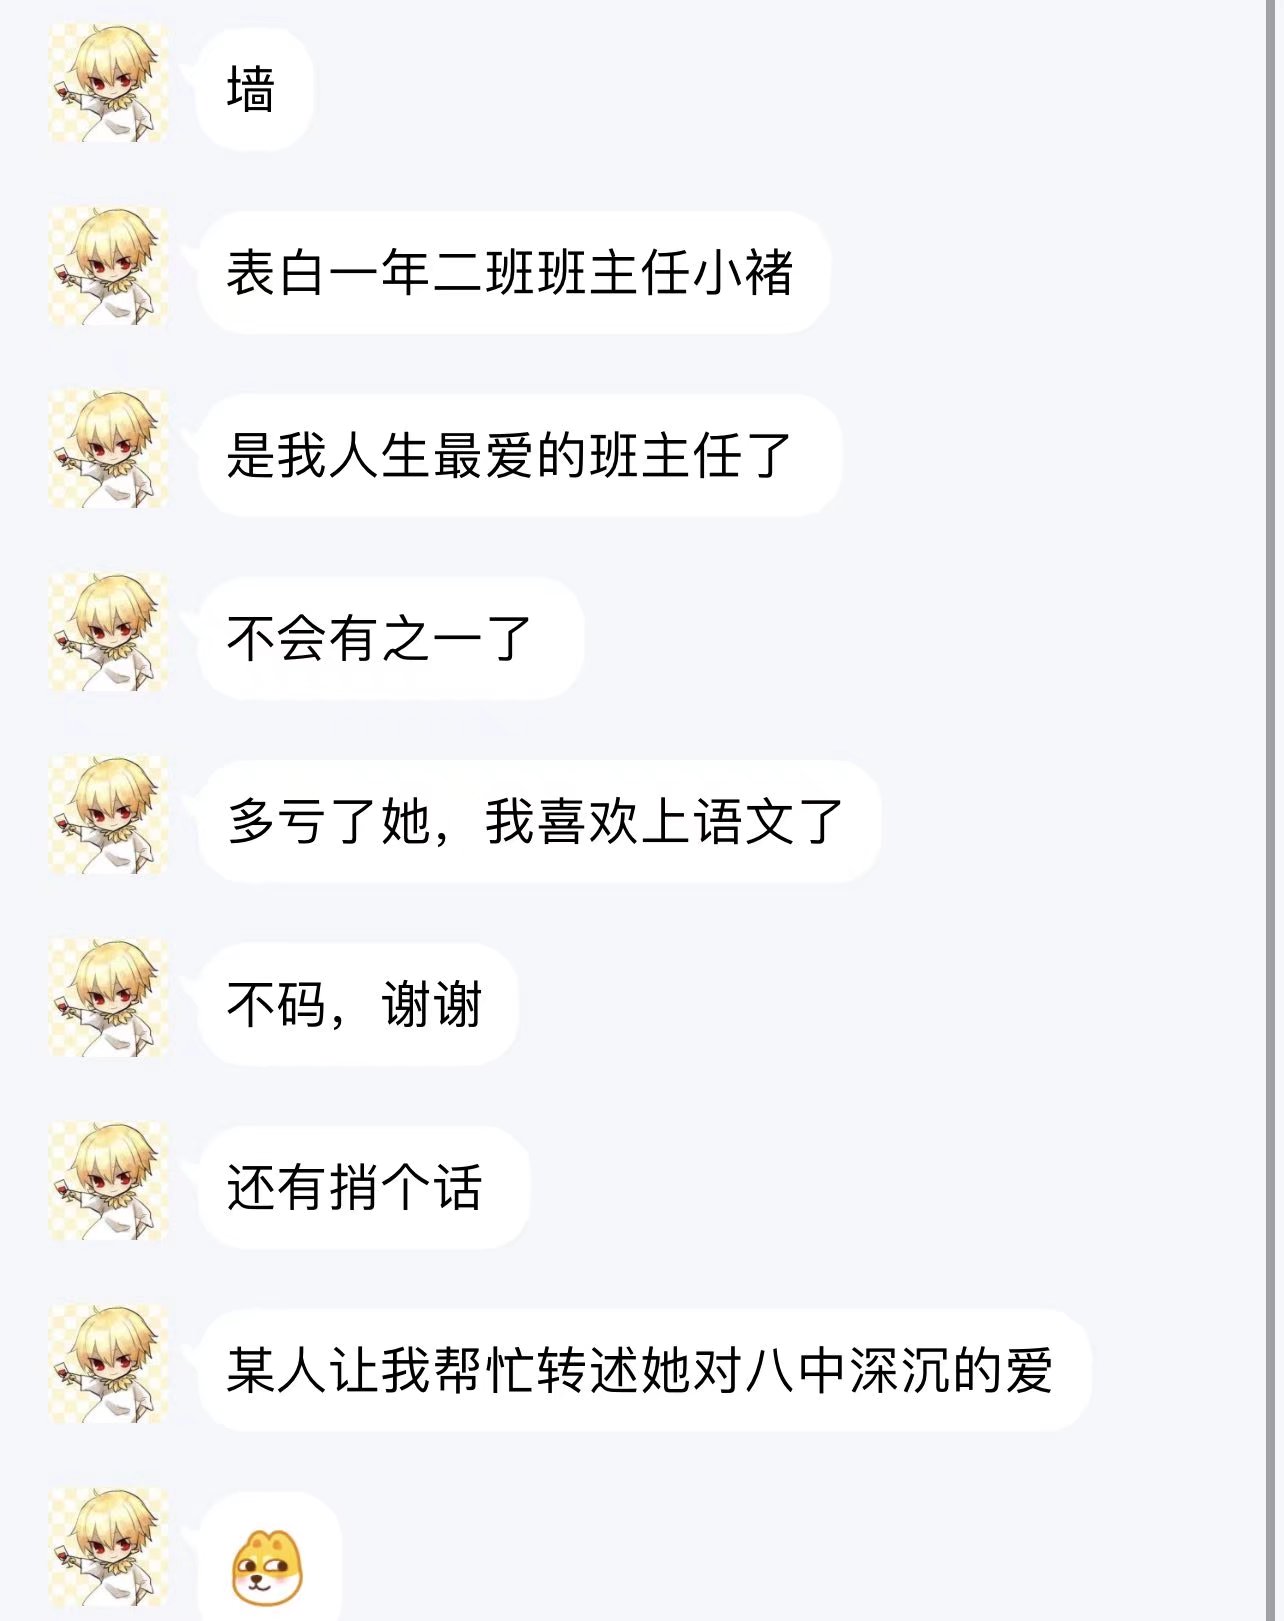 墙
表白一年二班班主任小褚
是我人生最爱的班主任了
不会有之一了
多亏了她，我喜欢上语文了
不码，谢谢
还有捎个话
某人让我帮忙转述她对八中深沉的爱